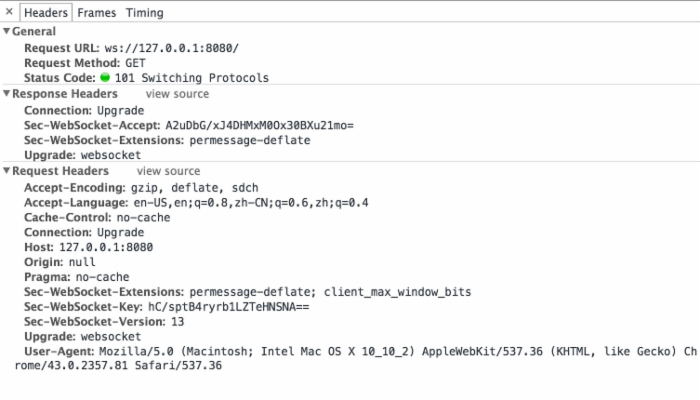 × Headers Frames Timing
▼General
Request URL: ws://127.0.0.1:8080/
Request Method: GET
Status Code: 101 Switching Protocols
▼Response Headers view source
Connection: Upgrade
Sec-WebSocket-Accept: A2uDbG/xJ4DHMxM0Ox30BXu21mo=
Sec-WebSocket-Extensions: permessage-deflate
Upgrade: websocket
▼Request Headers view source
Accept-Encoding: gzip, deflate, sdch
Accept-Language: en-US,en;q=0.8,zh-CN;q=0.6,zh;q=0.4
Cache-Control: no-cache
Connection: Upgrade
Host: 127.0.0.1:8080
Origin: null
Pragma: no-cache
Sec-WebSocket-Extensions: permessage-deflate; client_max_window_bits
Sec-WebSocket-Key: hC/sptB4ryrb1LZTeHNSNA==
Sec-WebSocket-Version: 13
Upgrade: websocket
User-Agent: Mozilla/5.0 (Macintosh; Intel Mac OS X 10_10_2) AppleWebKit/537.36 (KHTML, like Gecko) Ch
rome/43.0.2357.81 Safari/537.36